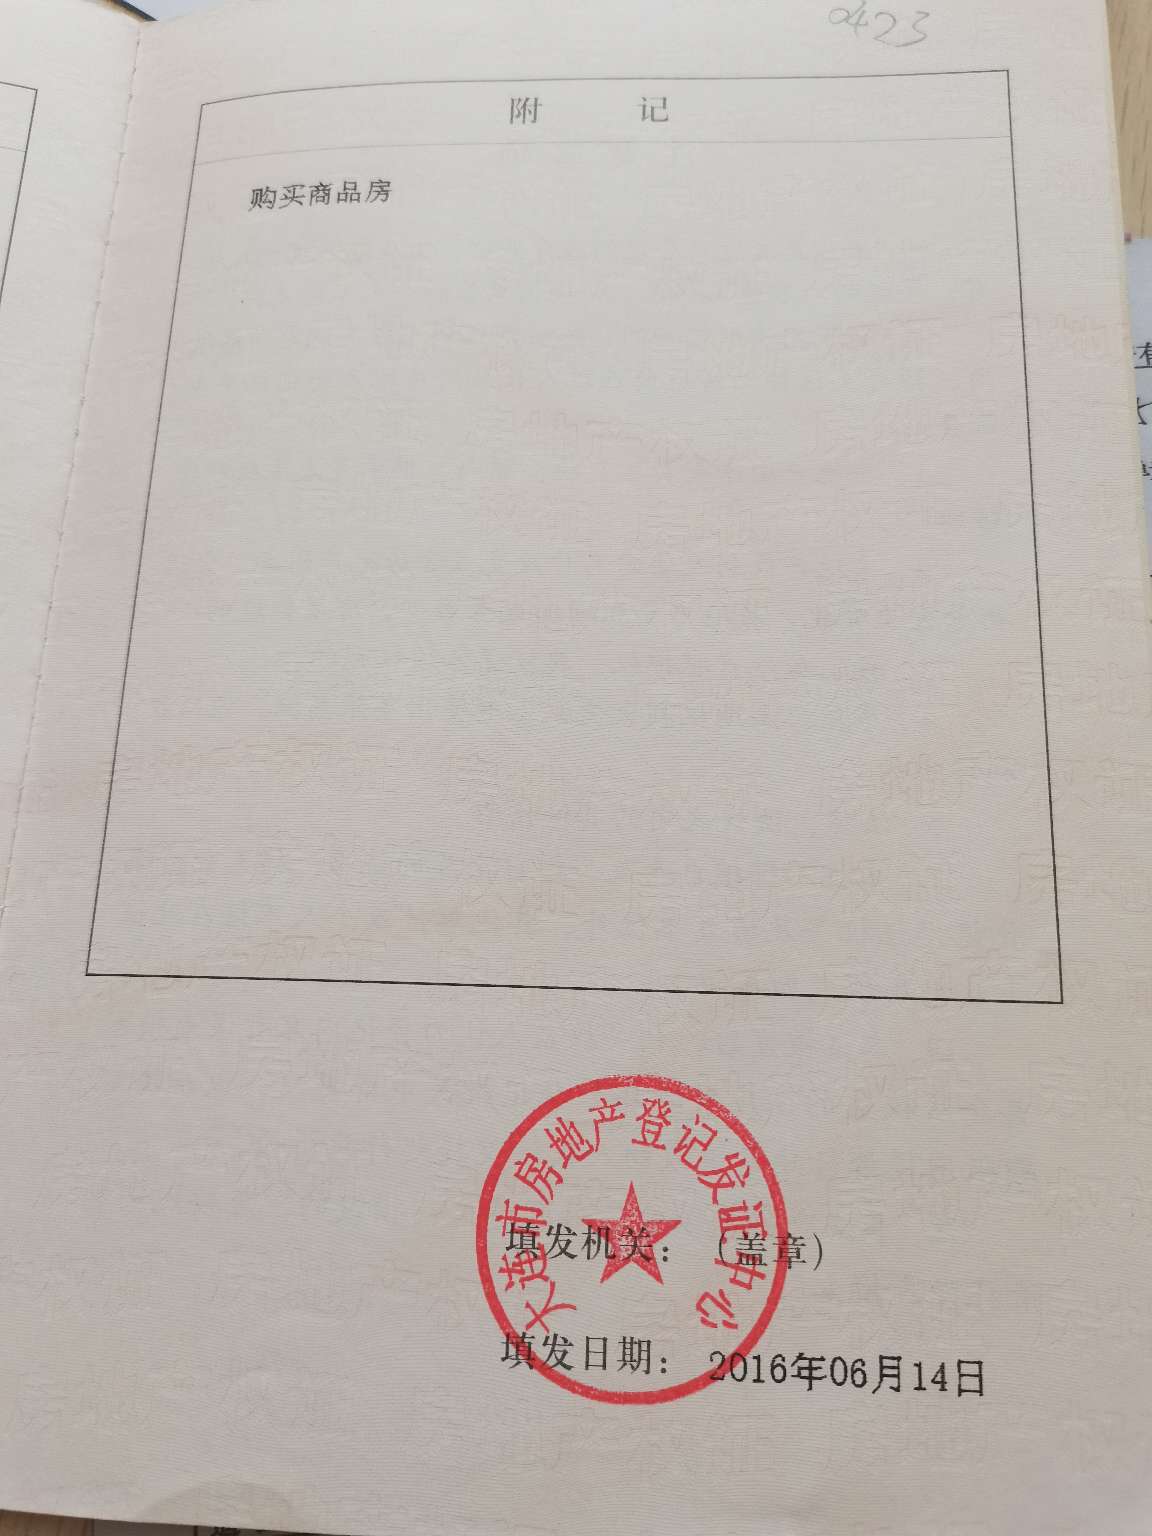 0423
附 记
购买商品房
大连市房地产登记发证中心
填发机关：（盖章）
填发日期：2016年06月14日